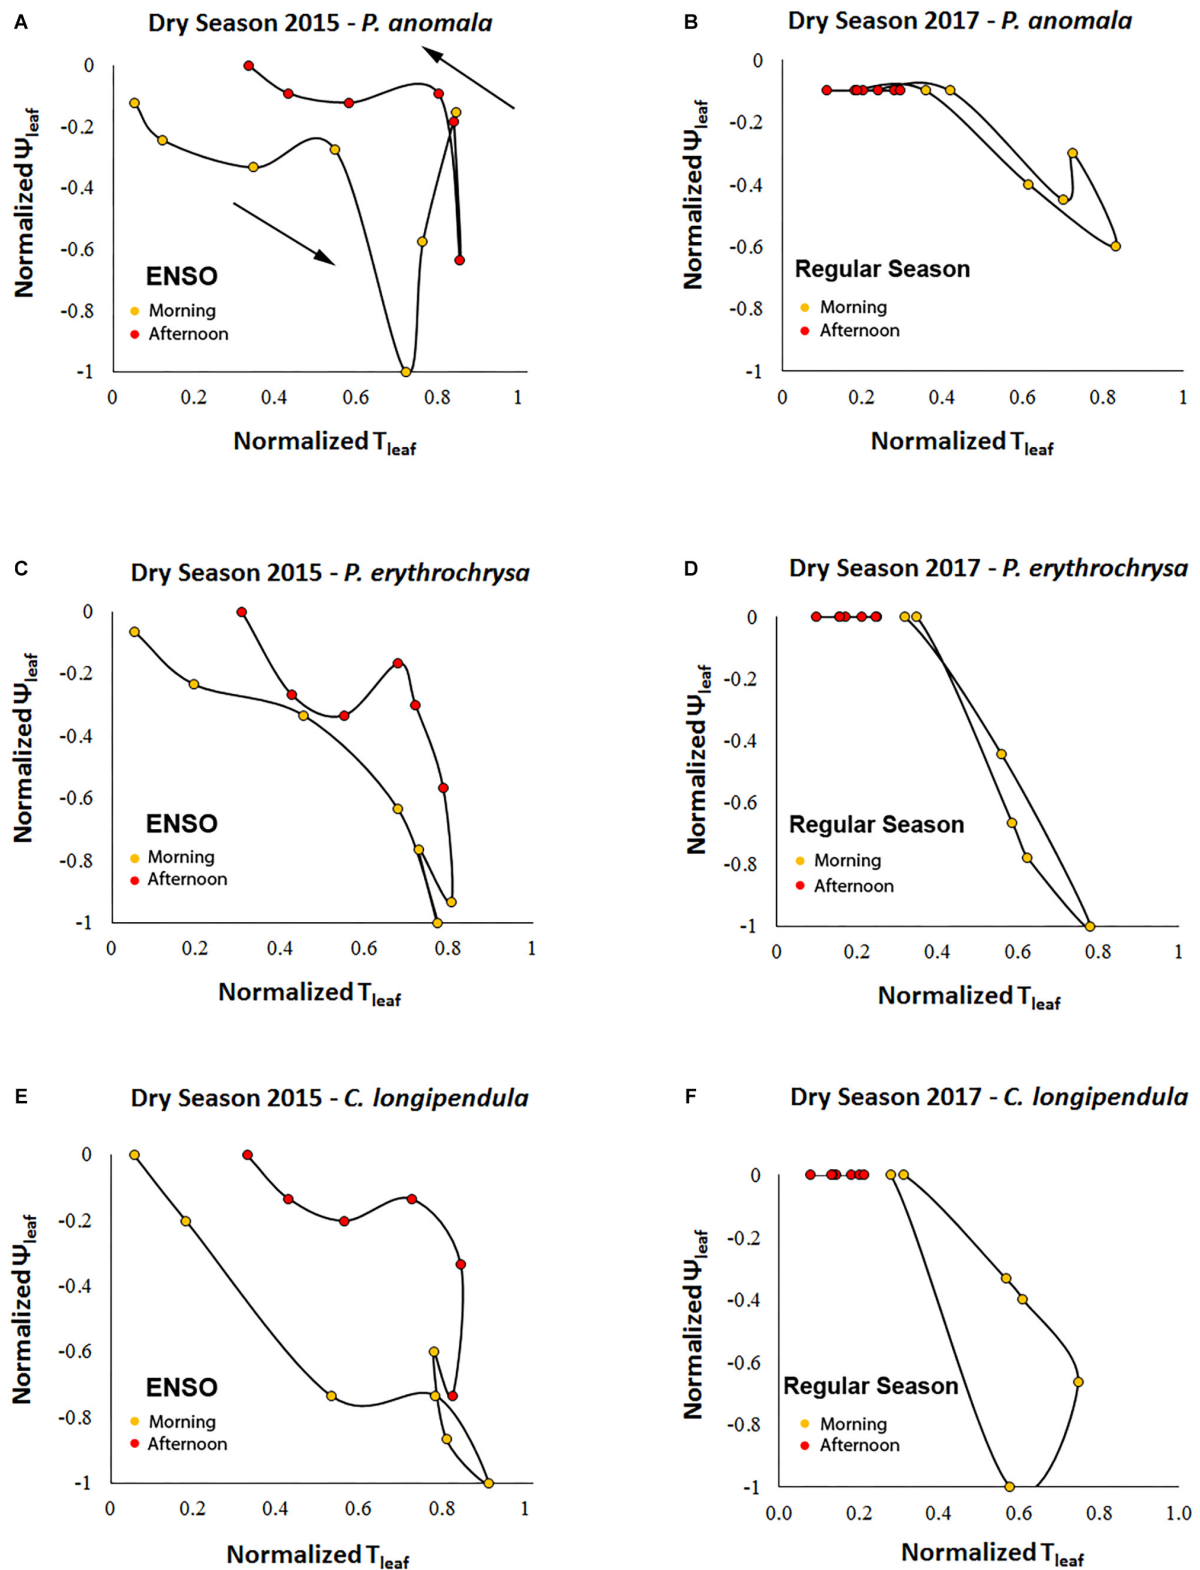 A
Dry Season 2015 - P. anomala
0
-0.2
-0.4
-0.6
-0.8
-1
Normalized Ψleaf
ENSO
Morning
Afternoon
0 0.2 0.4 0.6 0.8 1
Normalized Tleaf
B
Dry Season 2017 - P. anomala
0
-0.2
-0.4
-0.6
-0.8
-1
Normalized Ψleaf
Regular Season
Morning
Afternoon
0 0.2 0.4 0.6 0.8 1
Normalized Tleaf
C
Dry Season 2015 - P. erythrochrysa
0
-0.2
-0.4
-0.6
-0.8
-1
Normalized Ψleaf
ENSO
Morning
Afternoon
0 0.2 0.4 0.6 0.8 1
Normalized Tleaf
D
Dry Season 2017 - P. erythrochrysa
0
-0.2
-0.4
-0.6
-0.8
-1
Normalized Ψleaf
Regular Season
Morning
Afternoon
0 0.2 0.4 0.6 0.8 1
Normalized Tleaf
E
Dry Season 2015 - C. longipendula
0
-0.2
-0.4
-0.6
-0.8
-1
Normalized Ψleaf
ENSO
Morning
Afternoon
0 0.2 0.4 0.6 0.8 1
Normalized Tleaf
F
Dry Season 2017 - C. longipendula
0
-0.2
-0.4
-0.6
-0.8
-1
Normalized Ψleaf
Regular Season
Morning
Afternoon
0.0 0.2 0.4 0.6 0.8 1.0
Normalized Tleaf